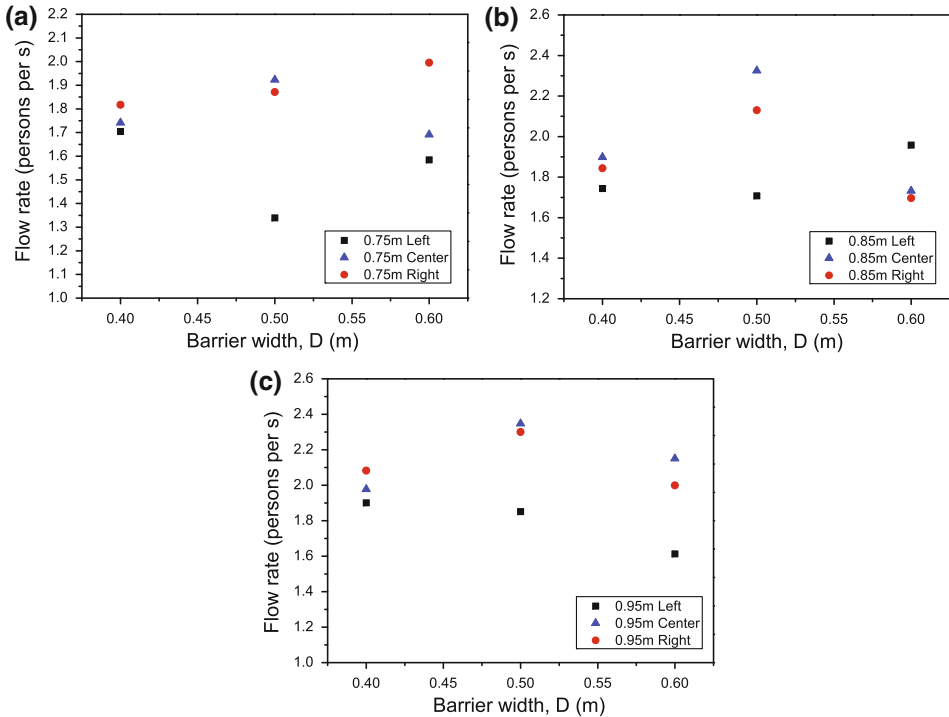 (a)
2.2
2.1
2.0
1.9
1.8
1.7
1.6
1.5
1.4
1.3
1.2
1.1
1.0
Flow rate (persons per s)
0.75m Left
0.75m Center
0.75m Right
0.40 0.45 0.50 0.55 0.60
Barrier width, D (m)
(b)
2.6
2.4
2.2
2.0
1.8
1.6
1.4
1.2
Flow rate (persons per s)
0.85m Left
0.85m Center
0.85m Right
0.40 0.45 0.50 0.55 0.60
Barrier width, D (m)
(c)
2.6
2.4
2.2
2.0
1.8
1.6
1.4
1.2
1.0
Flow rate (persons per s)
0.95m Left
0.95m Center
0.95m Right
0.40 0.45 0.50 0.55 0.60
Barrier width, D (m)